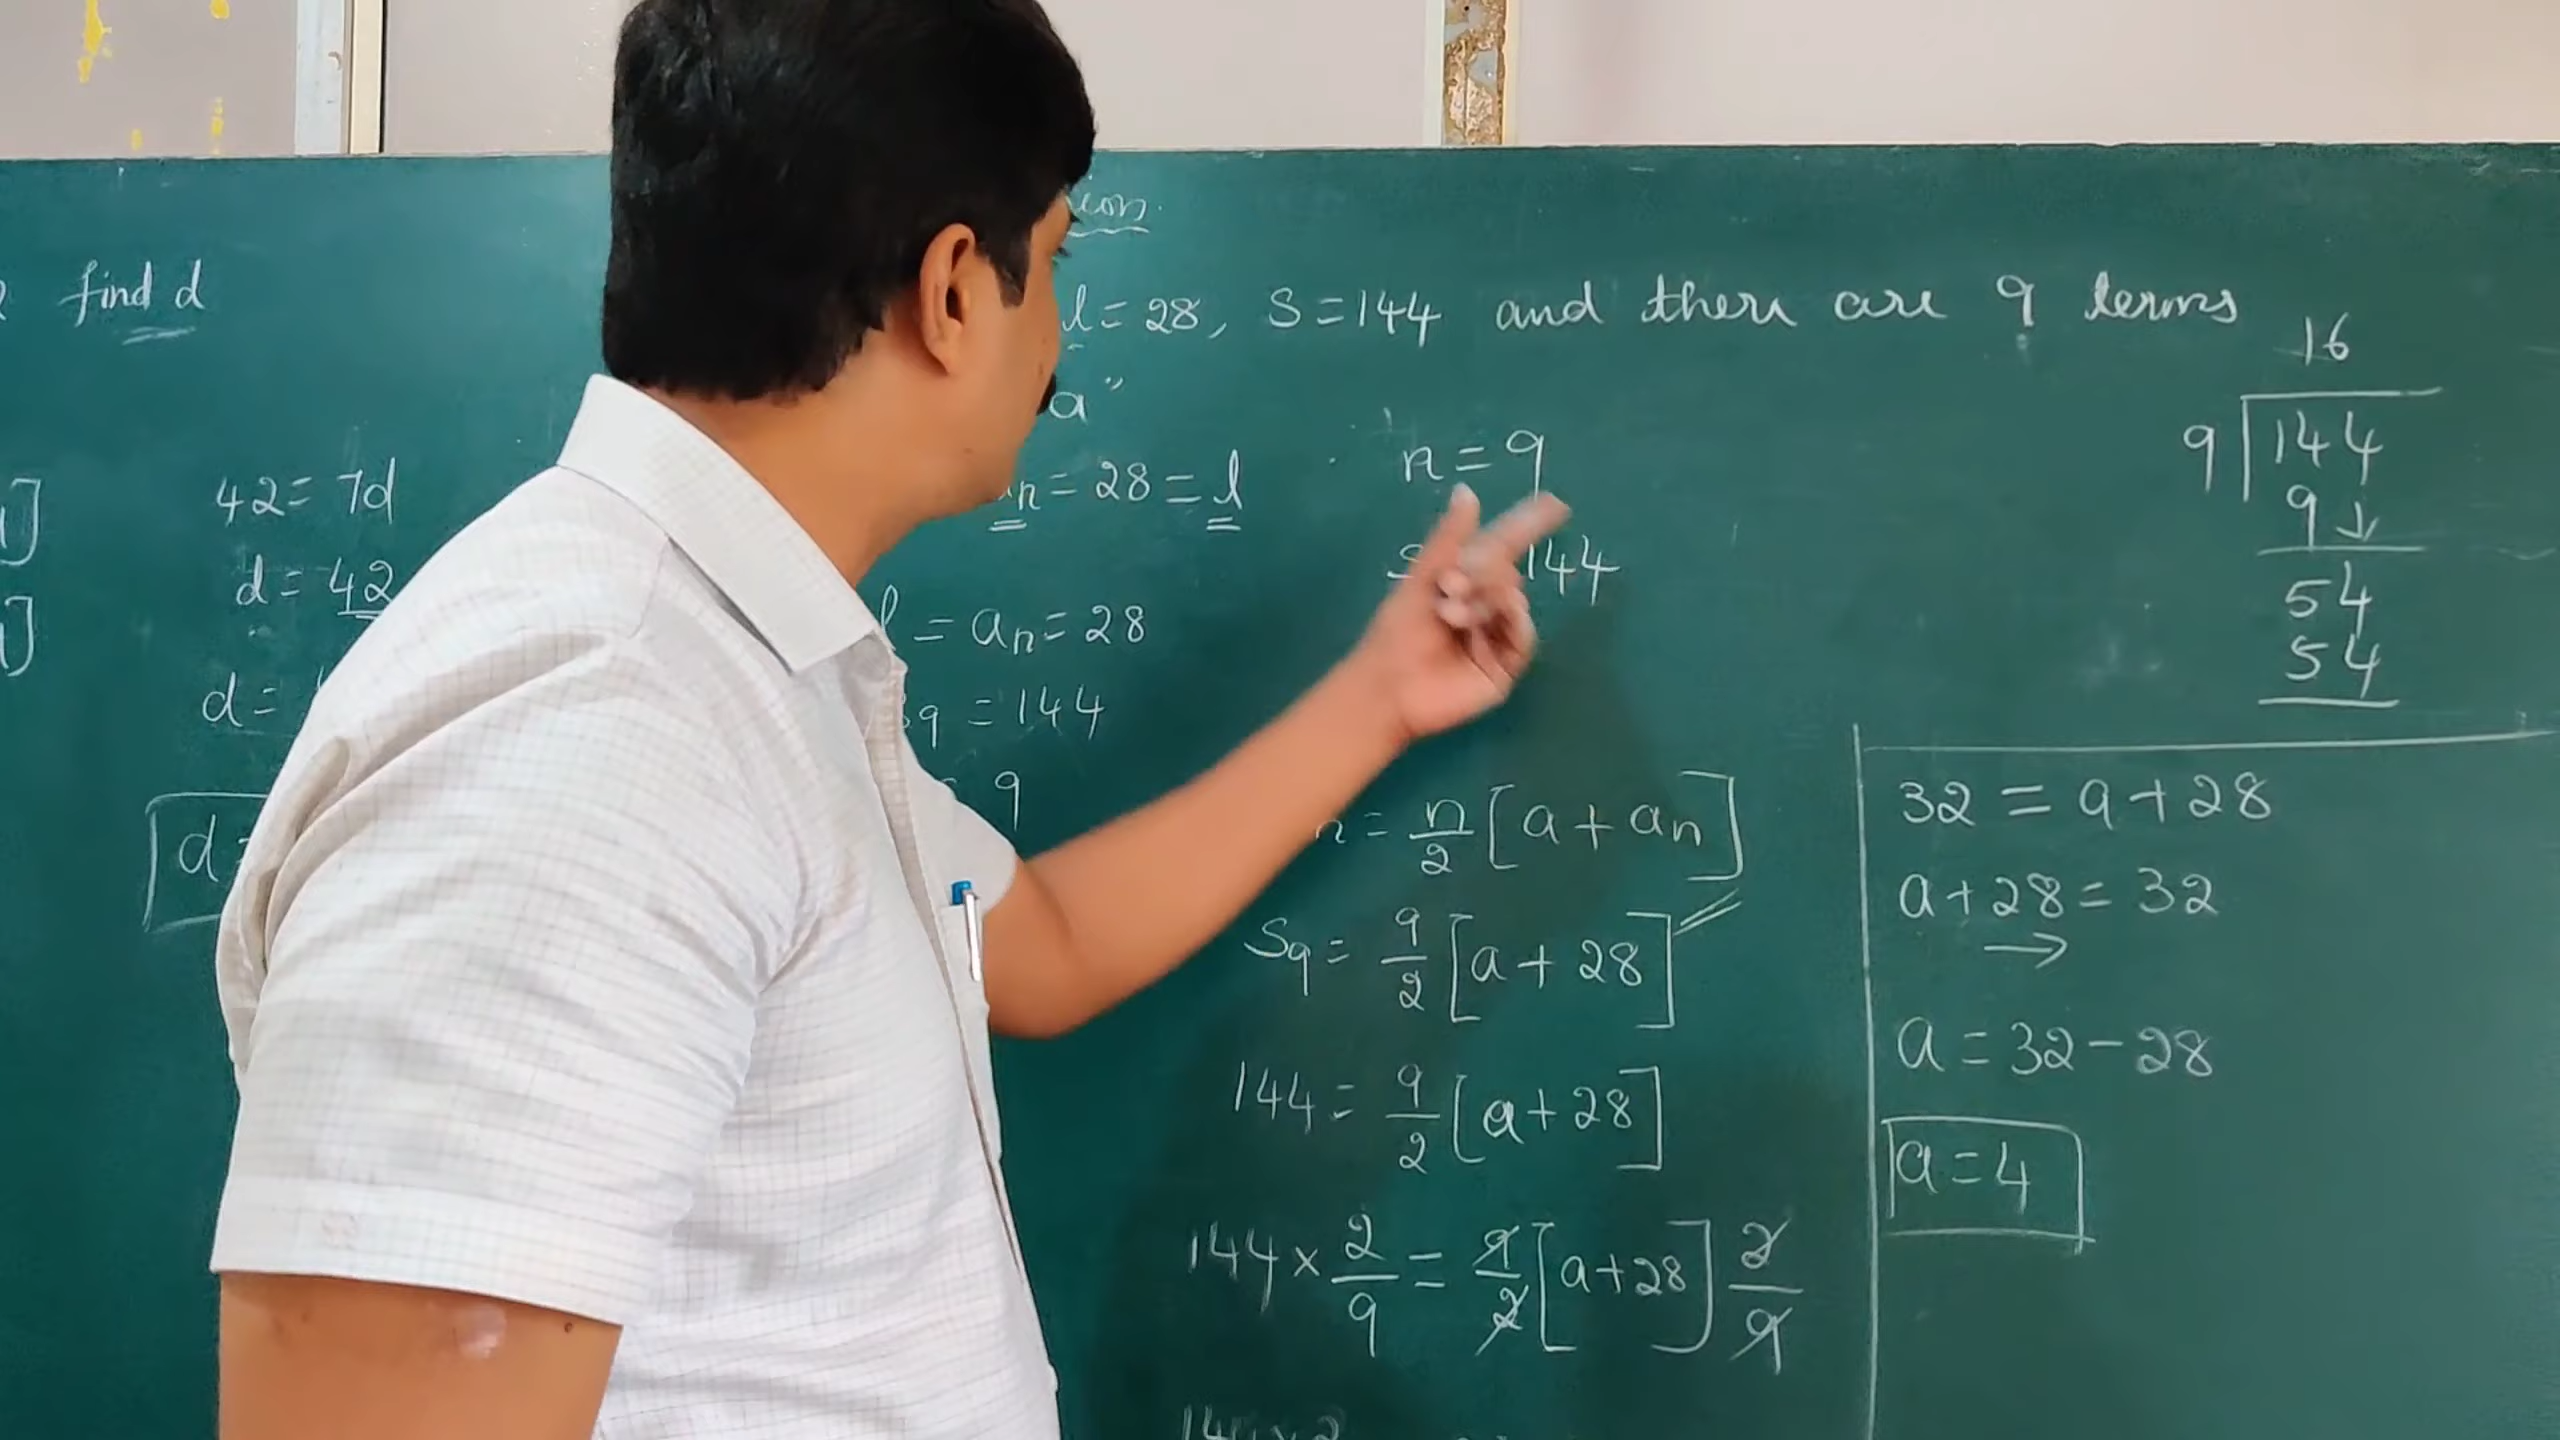 find d
42 = 7d
d = 42
d =
d =
l = 28, S = 144 and there are 9 terms
a"
n = 28 = l
n = 9
144
l = an = 28
9 = 144
9
= n/2 [a + an]
S9 = 9/2 [a + 28]
144 = 9/2 [a + 28]
144 × 2/9 = 9/2 [a + 28] 2/9
16
9 144
9 ↓
54
54
32 = a + 28
a + 28 = 32
→
a = 32 - 28
a = 4